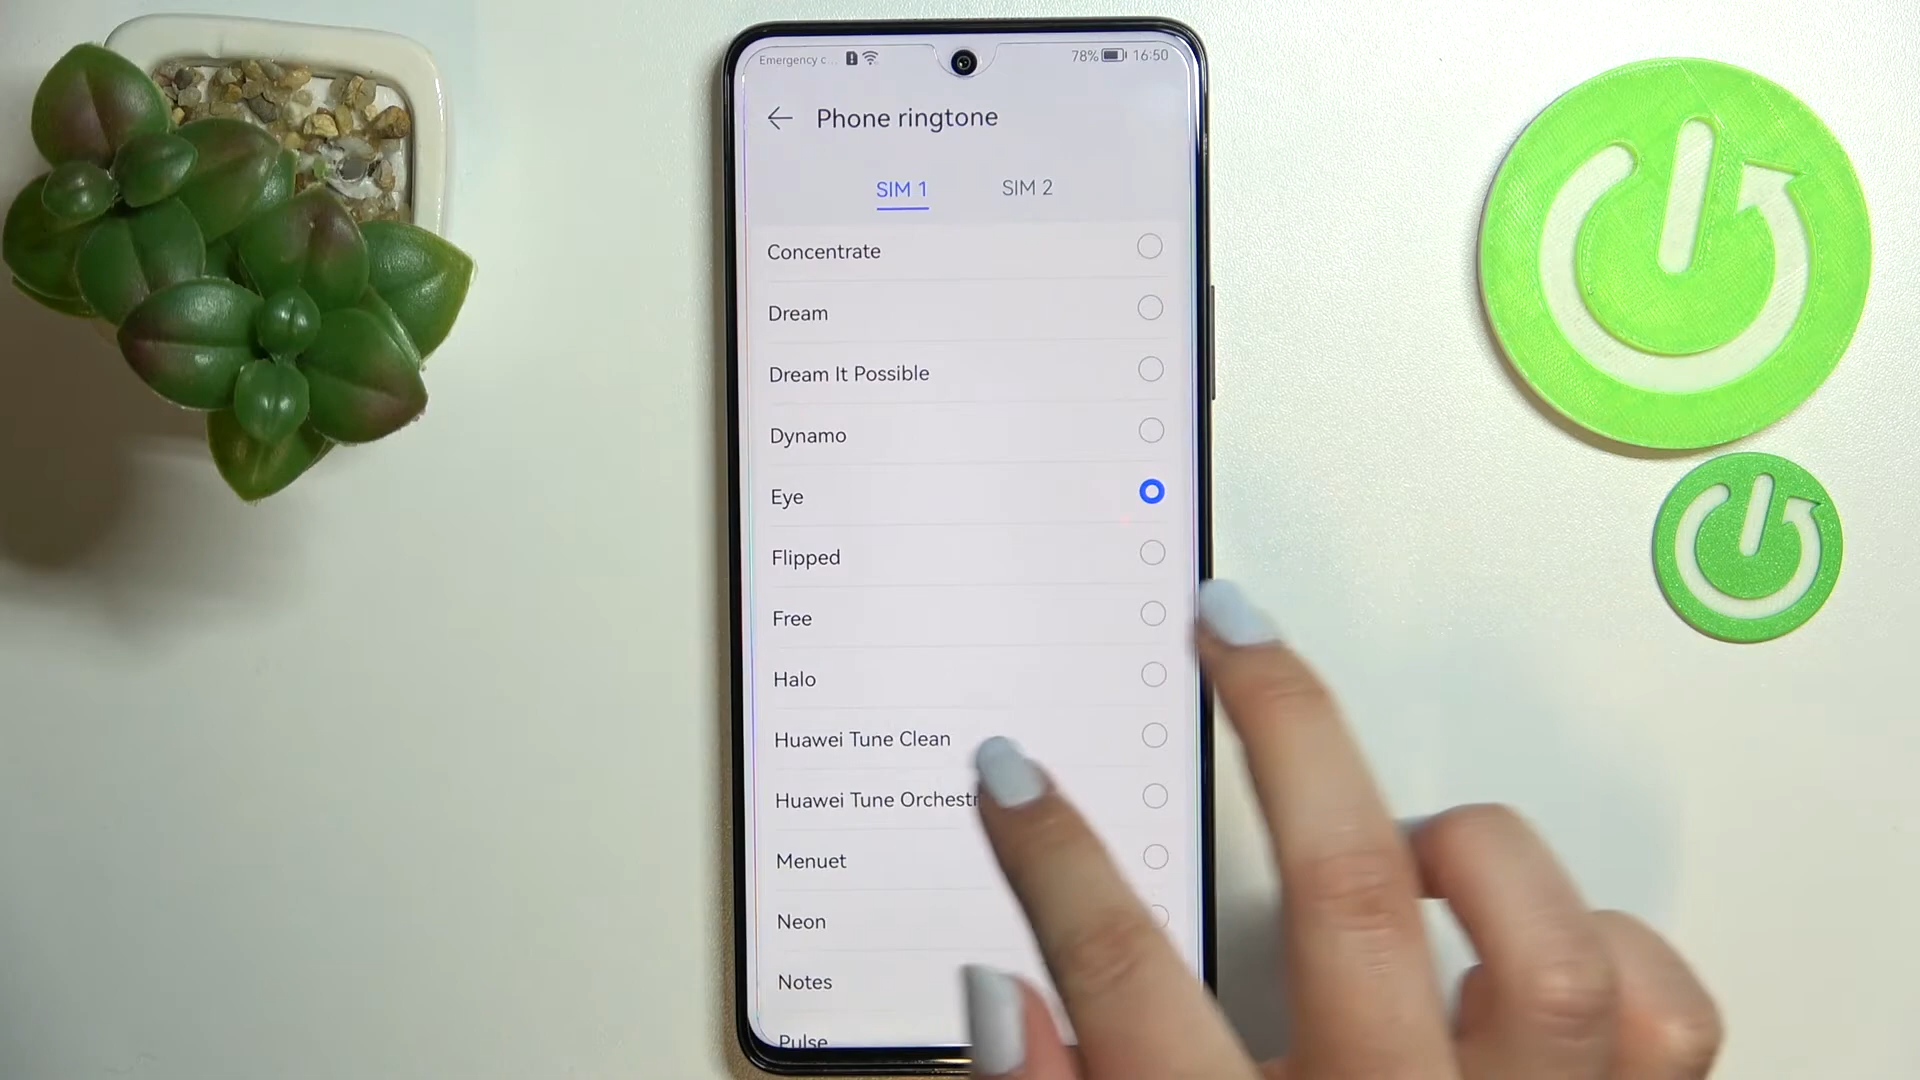 Emergency c...
78% 16:50
Phone ringtone
SIM 1 SIM 2
Concentrate
Dream
Dream It Possible
Dynamo
Eye
Flipped
Free
Halo
Huawei Tune Clean
Huawei Tune Orchestr
Menuet
Neon
Notes
Pulse